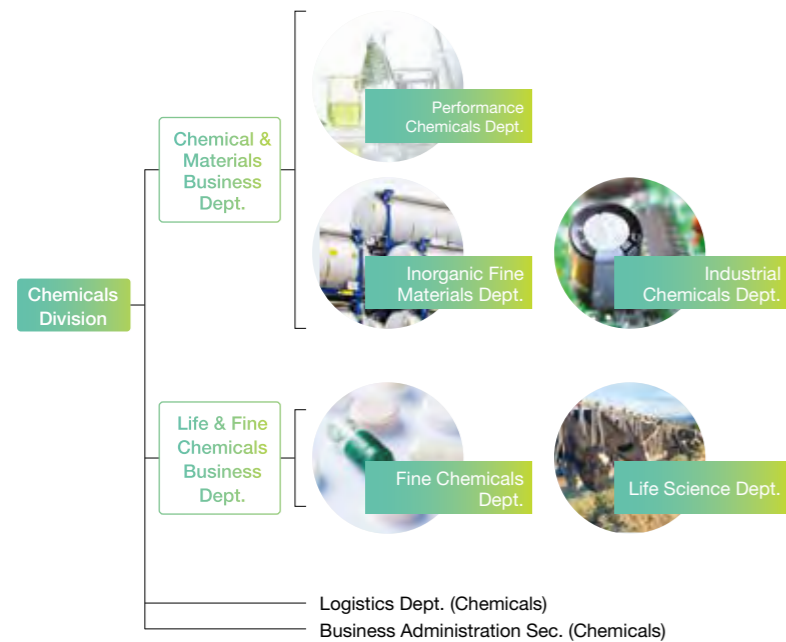 Performance
Chemicals Dept.
Chemical &
Materials
Business
Dept.
Inorganic Fine
Materials Dept.
Industrial
Chemicals Dept.
Chemicals
Division
Life & Fine
Chemicals
Business
Dept.
Fine Chemicals
Dept.
Life Science Dept.
Logistics Dept. (Chemicals)
Business Administration Sec. (Chemicals)